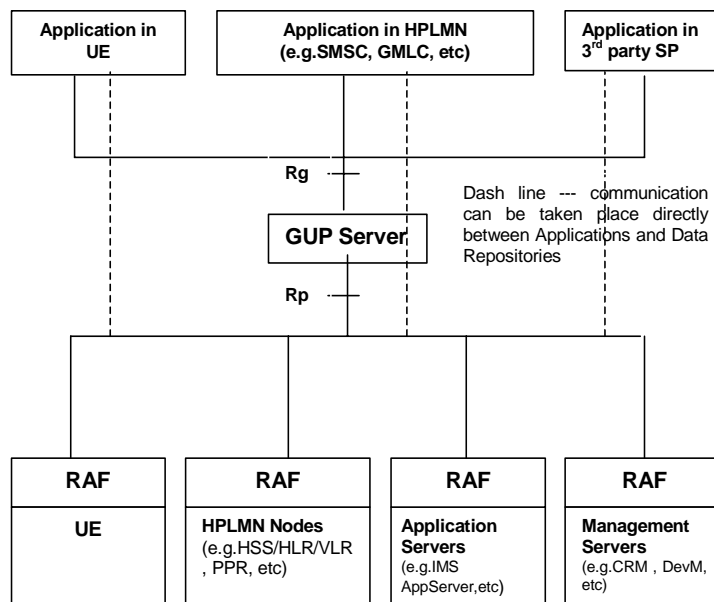 Application in
UE
Application in HPLMN
(e.g.SMSC, GMLC, etc)
Application in
3rd party SP
Rg
Dash line --- communication
can be taken place directly
between Applications and Data
Repositories
GUP Server
Rp
RAF
UE
RAF
HPLMN Nodes
(e.g.HSS/HLR/VLR
, PPR, etc)
RAF
Application
Servers
(e.g.IMS
AppServer,etc)
RAF
Management
Servers
(e.g.CRM , DevM,
etc)